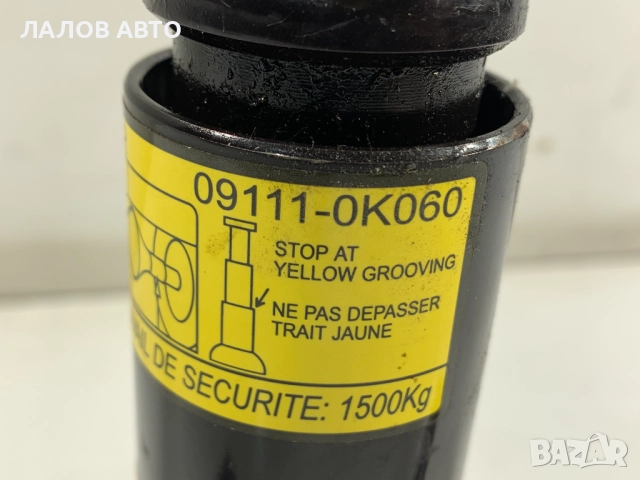 ЛАЛОВ АВТО
09111-0K060
STOP AT
YELLOW GROOVING
NE PAS DEPASSER
TRAIT JAUNE
DE SECURITE: 1500Kg
BAZAR